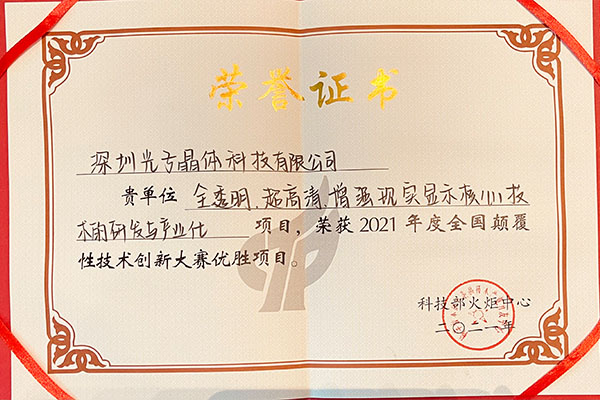 荣誉证书
深圳光方晶体科技有限公司
贵单位 全透明、超高清、增强现实显示核心技
术的研发与产业化 项目,荣获2021年度全国颠覆
性技术创新大赛优胜项目。
科技部火炬中心
二〇二一年